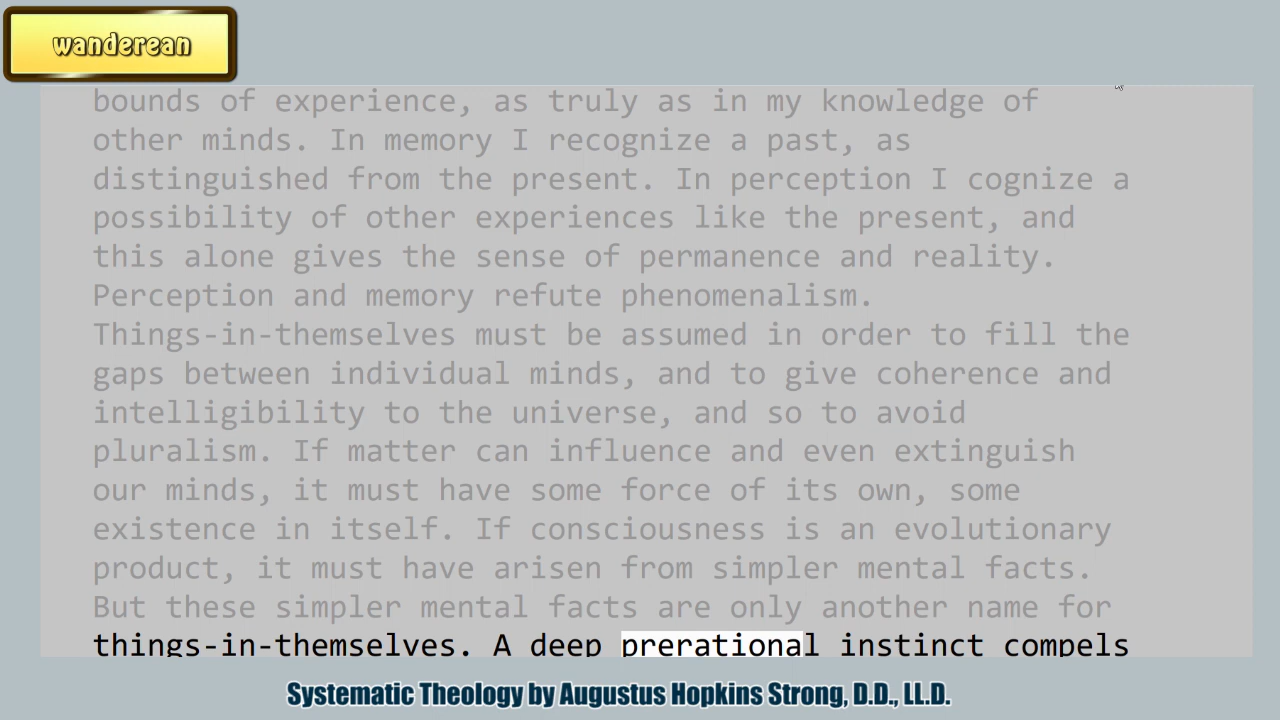 wanderean
bounds of experience, as truly as in my knowledge of
other minds. In memory I recognize a past, as
distinguished from the present. In perception I cognize a
possibility of other experiences like the present, and
this alone gives the sense of permanence and reality.
Perception and memory refute phenomenalism.
Things-in-themselves must be assumed in order to fill the
gaps between individual minds, and to give coherence and
intelligibility to the universe, and so to avoid
pluralism. If matter can influence and even extinguish
our minds, it must have some force of its own, some
existence in itself. If consciousness is an evolutionary
product, it must have arisen from simpler mental facts.
But these simpler mental facts are only another name for
things-in-themselves. A deep prerational instinct compels
Systematic Theology by Augustus Hopkins Strong, D.D., LL.D.